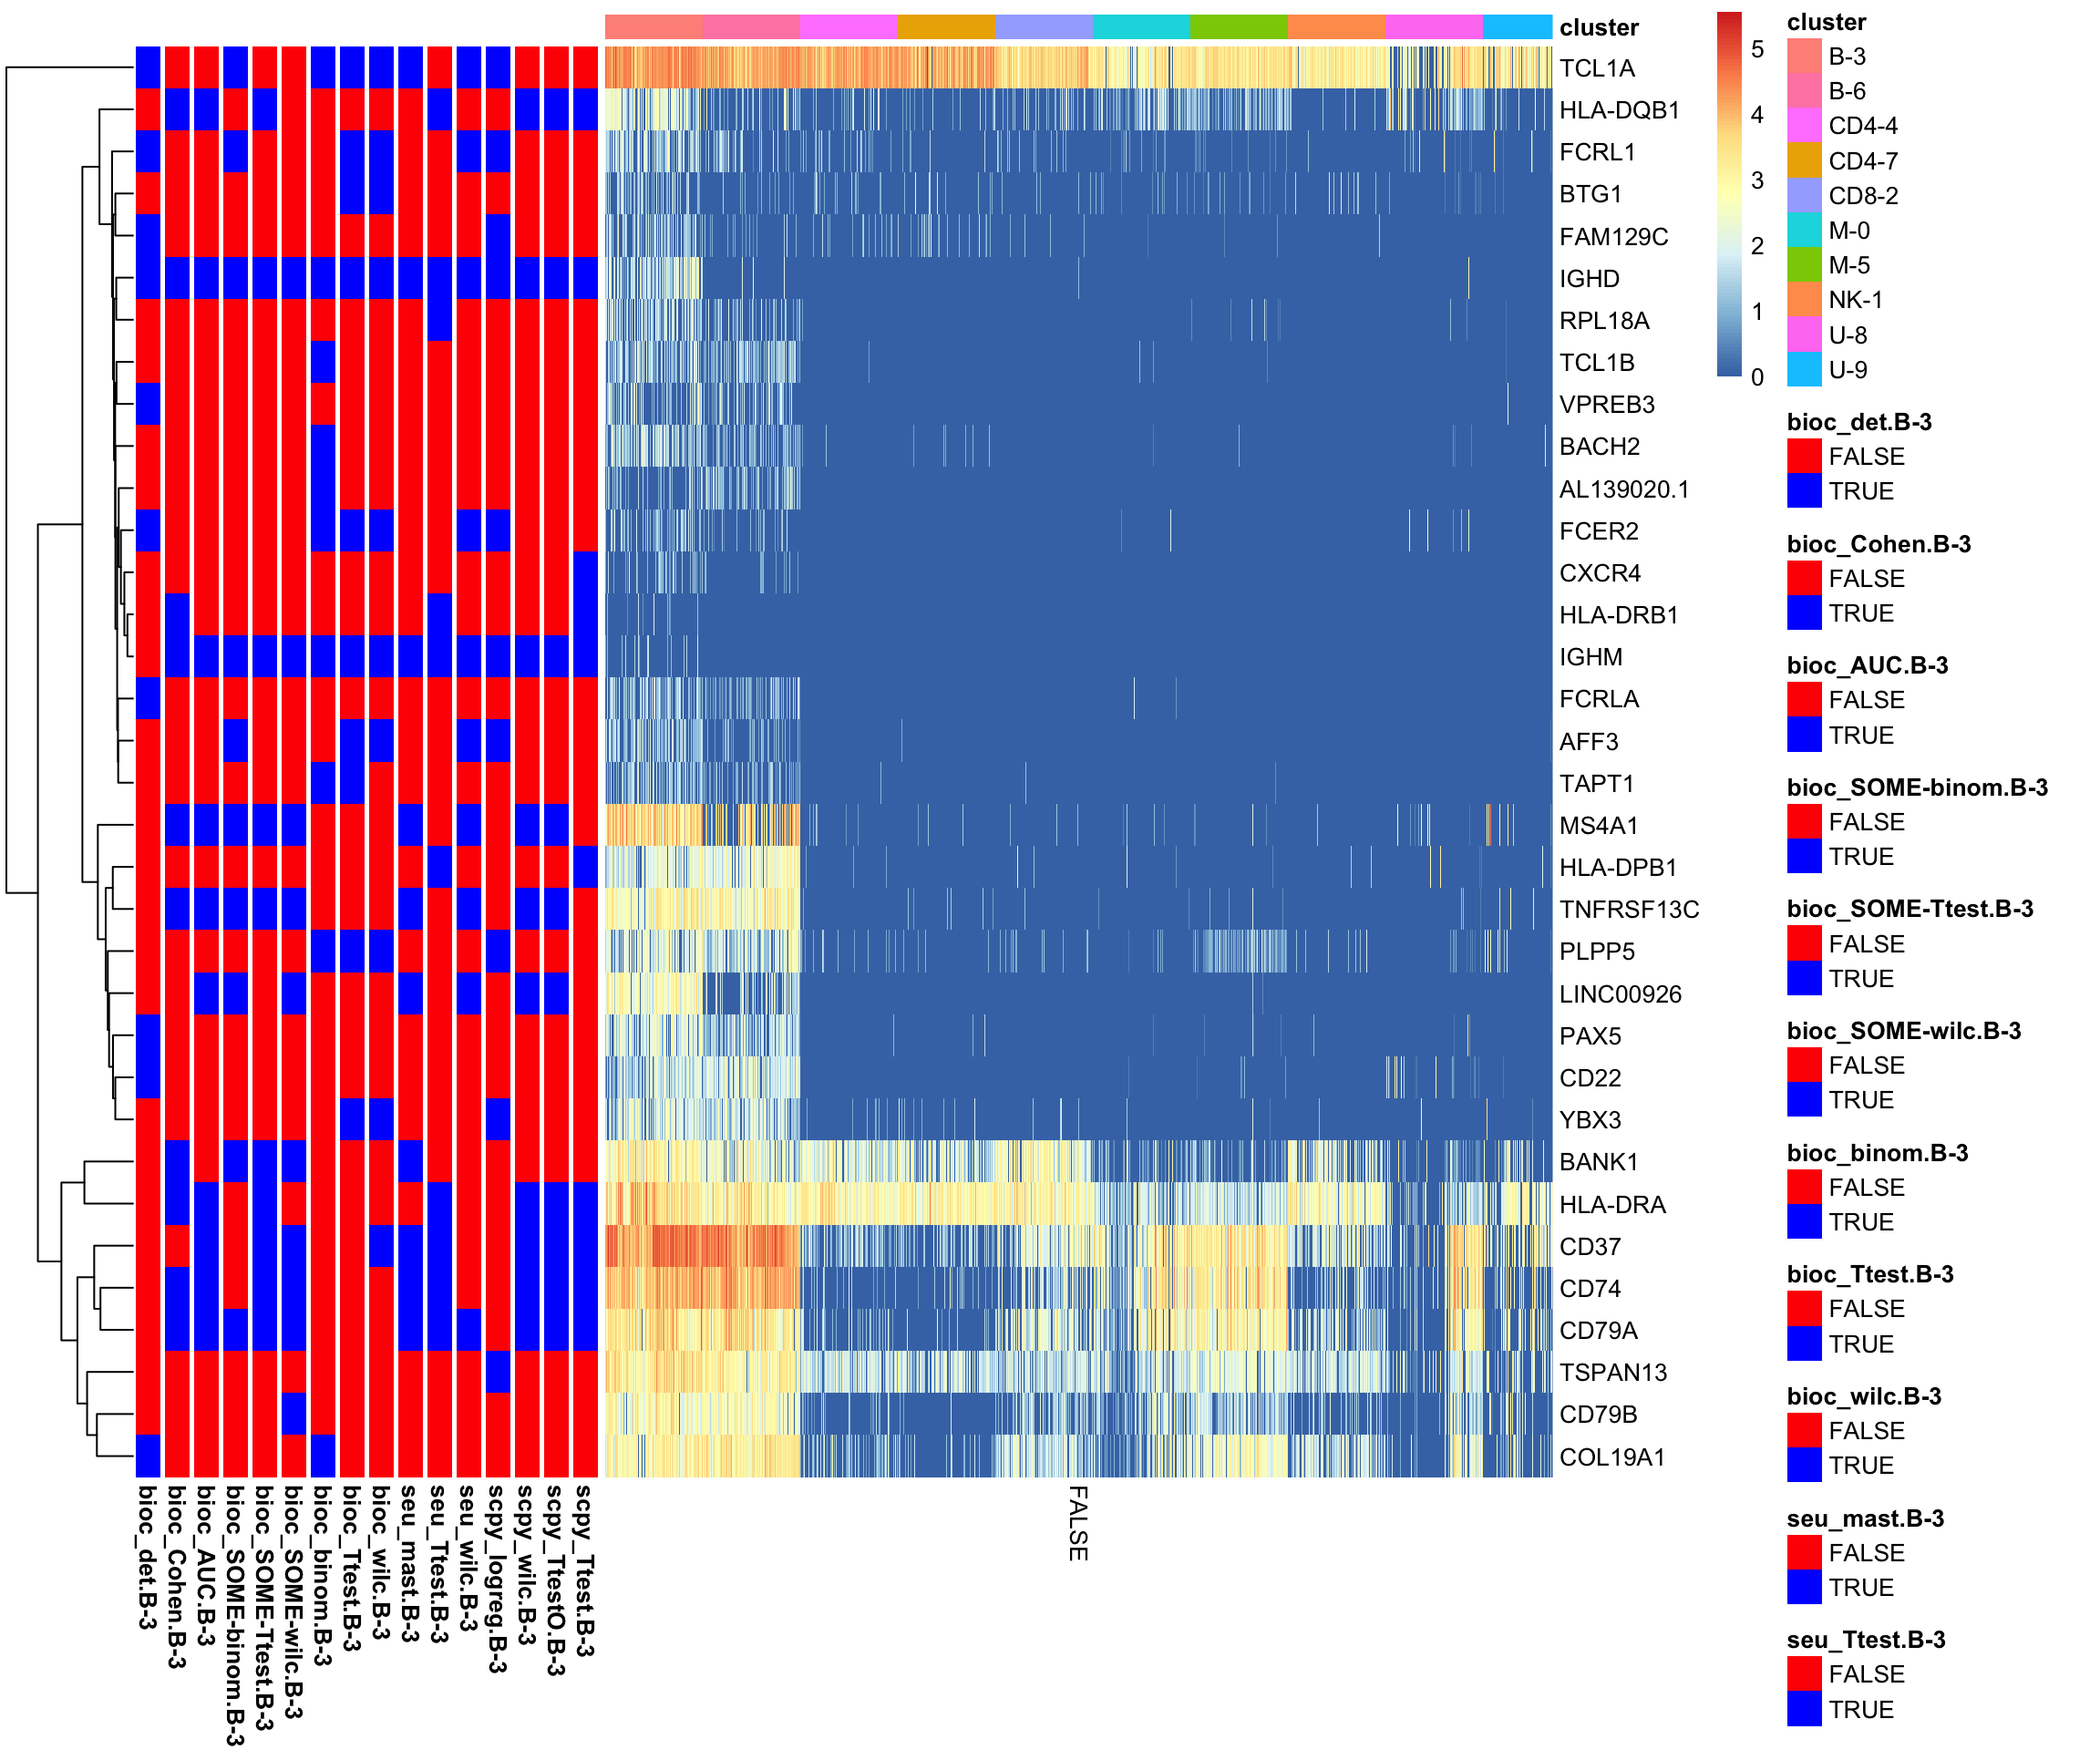 cluster
TCL1A
HLA-DQB1
FCRL1
BTG1
FAM129C
IGHD
RPL18A
TCL1B
VPREB3
BACH2
AL139020.1
FCER2
CXCR4
HLA-DRB1
IGHM
FCRLA
AFF3
TAPT1
MS4A1
HLA-DPB1
TNFRSF13C
PLPP5
LINC00926
PAX5
CD22
YBX3
BANK1
HLA-DRA
CD37
CD74
CD79A
TSPAN13
CD79B
COL19A1
bioc_det.B-3
bioc_Cohen.B-3
bioc_AUC.B-3
bioc_SOME-binom.B-3
bioc_SOME-Ttest.B-3
bioc_SOME-wilc.B-3
bioc_binom.B-3
bioc_Ttest.B-3
bioc_wilc.B-3
seu_mast.B-3
seu_Ttest.B-3
seu_wilc.B-3
scpy_logreg.B-3
scpy_wilc.B-3
scpy_TtestO.B-3
scpy_Ttest.B-3
FALSE
5
4
3
2
1
0
cluster
B-3
B-6
CD4-4
CD4-7
CD8-2
M-0
M-5
NK-1
U-8
U-9
bioc_det.B-3
FALSE
TRUE
bioc_Cohen.B-3
FALSE
TRUE
bioc_AUC.B-3
FALSE
TRUE
bioc_SOME-binom.B-3
FALSE
TRUE
bioc_SOME-Ttest.B-3
FALSE
TRUE
bioc_SOME-wilc.B-3
FALSE
TRUE
bioc_binom.B-3
FALSE
TRUE
bioc_Ttest.B-3
FALSE
TRUE
bioc_wilc.B-3
FALSE
TRUE
seu_mast.B-3
FALSE
TRUE
seu_Ttest.B-3
FALSE
TRUE